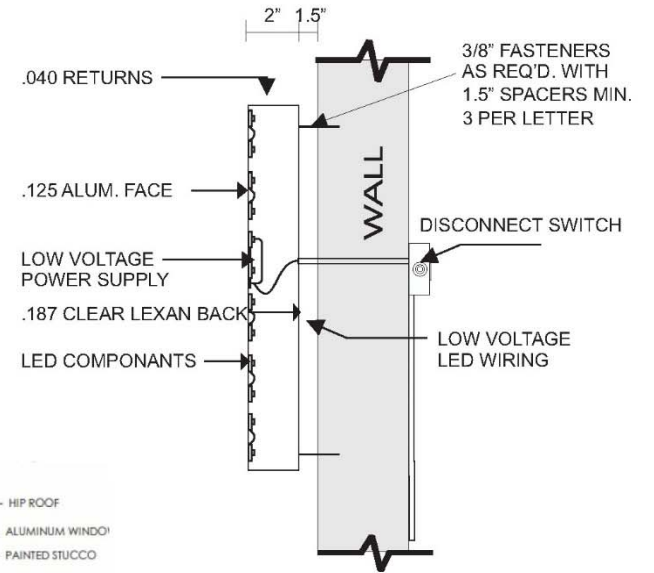 2" 1.5"
3/8" FASTENERS
AS REQ'D. WITH
1.5" SPACERS MIN.
3 PER LETTER
.040 RETURNS
.125 ALUM. FACE
WALL
DISCONNECT SWITCH
LOW VOLTAGE
POWER SUPPLY
.187 CLEAR LEXAN BACK
LOW VOLTAGE
LED WIRING
LED COMPONANTS
HIP ROOF
ALUMINUM WINDO
PAINTED STUCCO